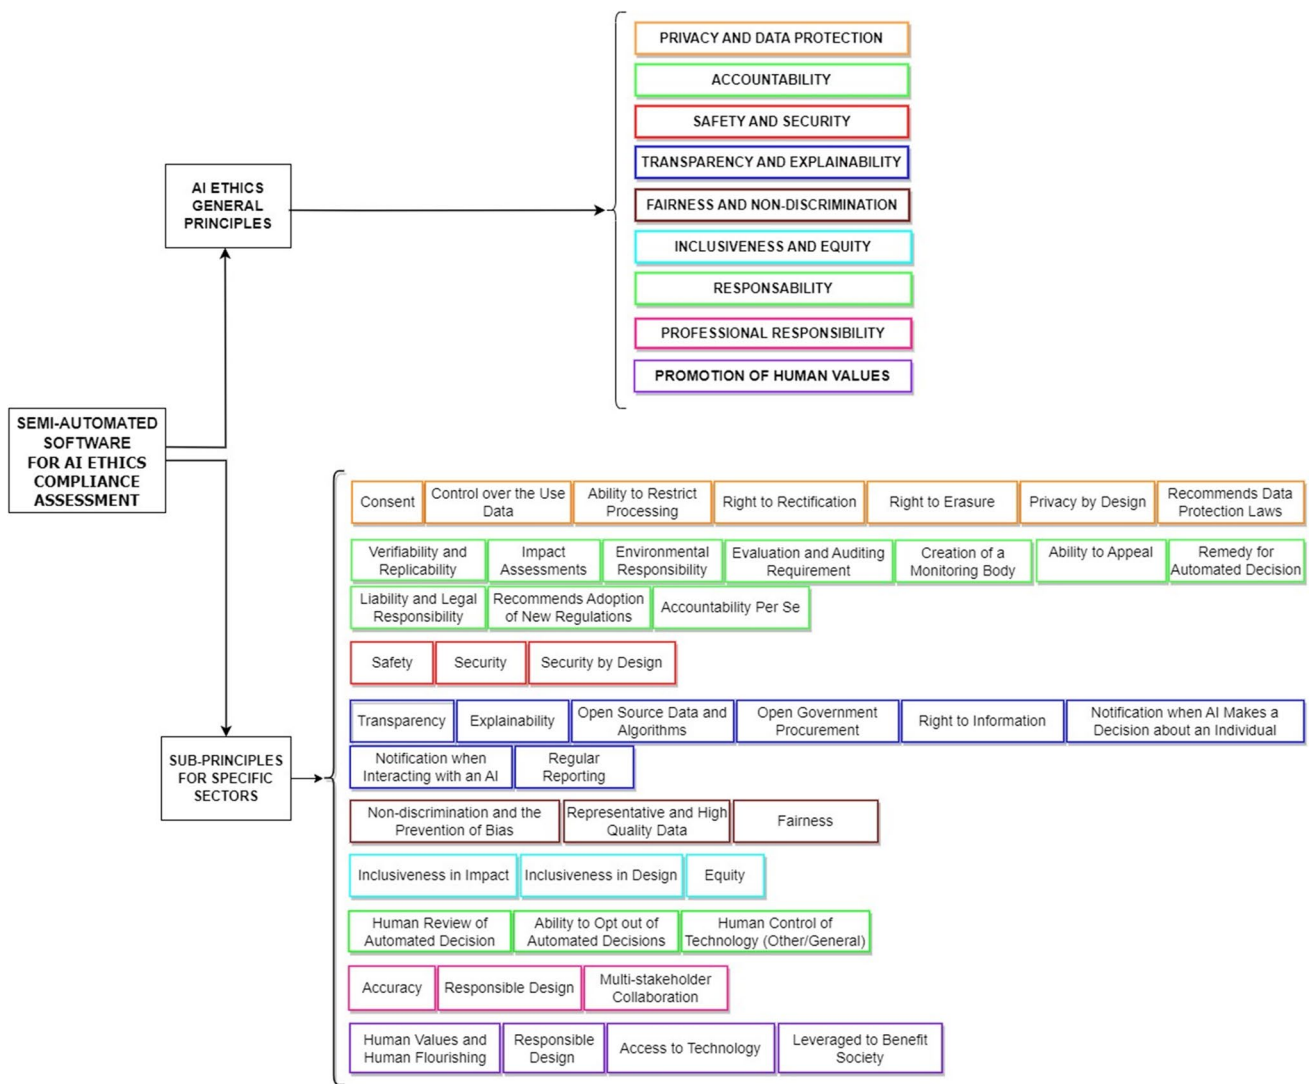 PRIVACY AND DATA PROTECTION
ACCOUNTABILITY
SAFETY AND SECURITY
TRANSPARENCY AND EXPLAINABILITY
FAIRNESS AND NON-DISCRIMINATION
INCLUSIVENESS AND EQUITY
RESPONSABILITY
PROFESSIONAL RESPONSIBILITY
PROMOTION OF HUMAN VALUES
AI ETHICS
GENERAL
PRINCIPLES
SEMI-AUTOMATED
SOFTWARE
FOR AI ETHICS
COMPLIANCE
ASSESSMENT
SUB-PRINCIPLES
FOR SPECIFIC
SECTORS
Consent
Control over the Use
Data
Ability to Restrict
Processing
Right to Rectification
Right to Erasure
Privacy by Design
Recommends Data
Protection Laws
Verifiability and
Replicability
Impact
Assessments
Environmental
Responsibility
Evaluation and Auditing
Requirement
Creation of a
Monitoring Body
Ability to Appeal
Remedy for
Automated Decision
Liability and Legal
Responsibility
Recommends Adoption
of New Regulations
Accountability Per Se
Safety
Security
Security by Design
Transparency
Explainability
Open Source Data and
Algorithms
Open Government
Procurement
Right to Information
Notification when AI Makes a
Decision about an Individual
Notification when
Interacting with an AI
Regular
Reporting
Non-discrimination and the
Prevention of Bias
Representative and High
Quality Data
Fairness
Inclusiveness in Impact
Inclusiveness in Design
Equity
Human Review of
Automated Decision
Ability to Opt out of
Automated Decisions
Human Control of
Technology (Other/General)
Accuracy
Responsible Design
Multi-stakeholder
Collaboration
Human Values and
Human Flourishing
Responsible
Design
Access to Technology
Leveraged to Benefit
Society